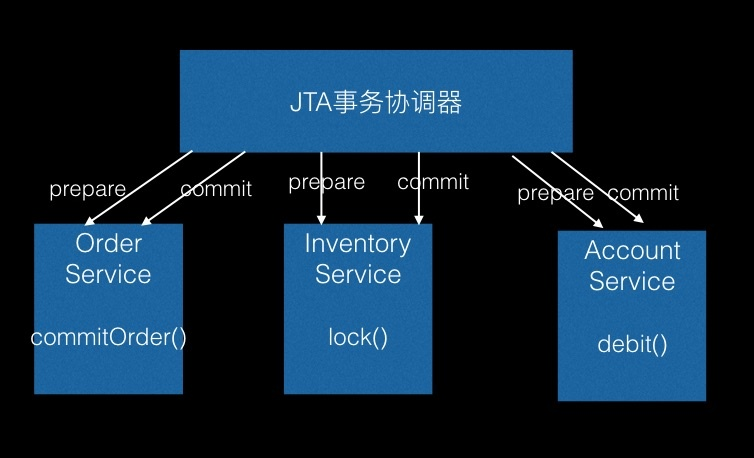 JTA事务协调器
prepare
commit
prepare
commit
prepare
commit
Order
Service
commitOrder()
Inventory
Service
lock()
Account
Service
debit()